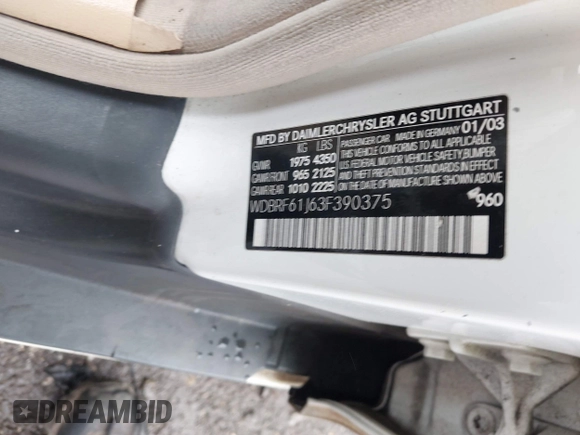 MFD BY DAIMLERCHRYSLER AG STUTTGART
KG LBS PASSENGER CAR MADE IN GERMANY 01/03
GVWR 1975 4350 THIS VEHICLE CONFORMS TO ALL APPLICABLE
GAWR FRONT 965 2125 U.S. FEDERAL MOTOR VEHICLE SAFETY, BUMPER
GAWR REAR 1010 2225 AND THEFT PREVENTION STANDARDS IN EFFECT
ON THE DATE OF MANUFACTURE SHOWN ABOVE.
WDBRF61J63F390375
960
DREAMBID